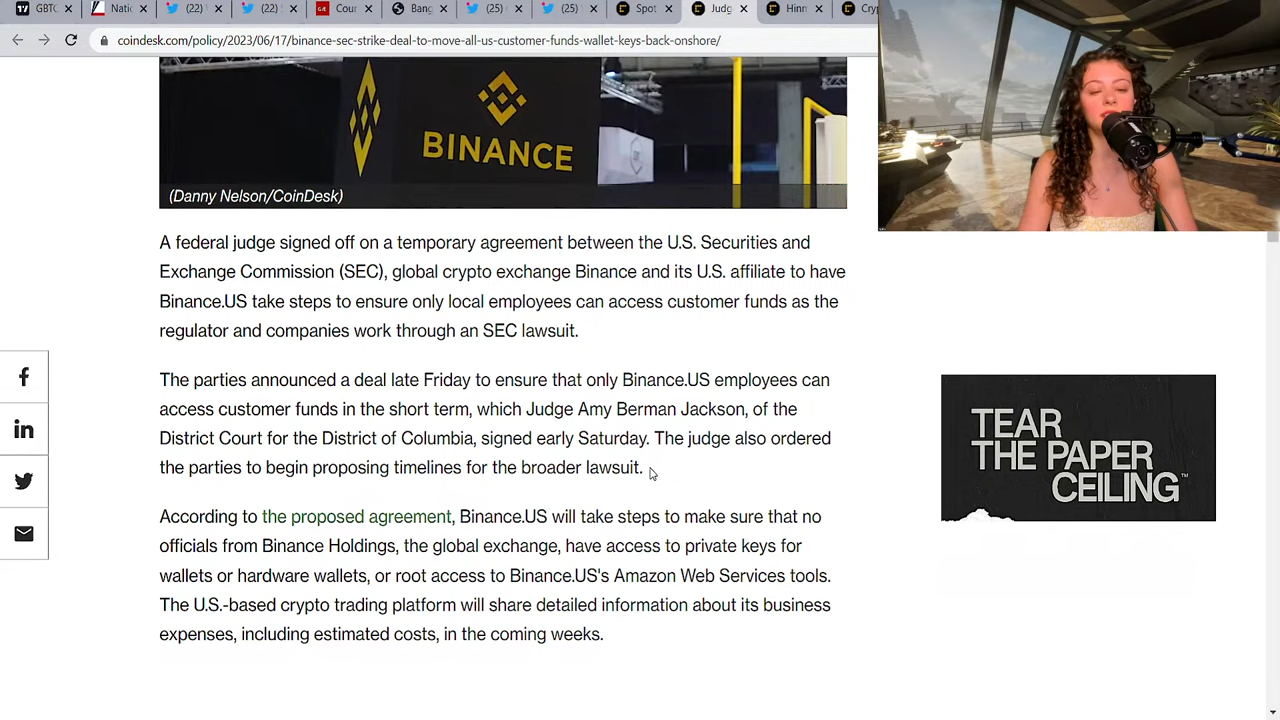 GBTC
Natio
(22)
(22)
Cour
Bang
(25)
(25)
Spot
Judg
Hinm
Cry
coindesk.com/policy/2023/06/17/binance-sec-strike-deal-to-move-all-us-customer-funds-wallet-keys-back-onshore/
BINANCE
(Danny Nelson/CoinDesk)
A federal judge signed off on a temporary agreement between the U.S. Securities and
Exchange Commission (SEC), global crypto exchange Binance and its U.S. affiliate to have
Binance.US take steps to ensure only local employees can access customer funds as the
regulator and companies work through an SEC lawsuit.
The parties announced a deal late Friday to ensure that only Binance.US employees can
access customer funds in the short term, which Judge Amy Berman Jackson, of the
District Court for the District of Columbia, signed early Saturday. The judge also ordered
the parties to begin proposing timelines for the broader lawsuit.
According to the proposed agreement, Binance.US will take steps to make sure that no
officials from Binance Holdings, the global exchange, have access to private keys for
wallets or hardware wallets, or root access to Binance.US's Amazon Web Services tools.
The U.S.-based crypto trading platform will share detailed information about its business
expenses, including estimated costs, in the coming weeks.
TEAR
THE PAPER
CEILING™